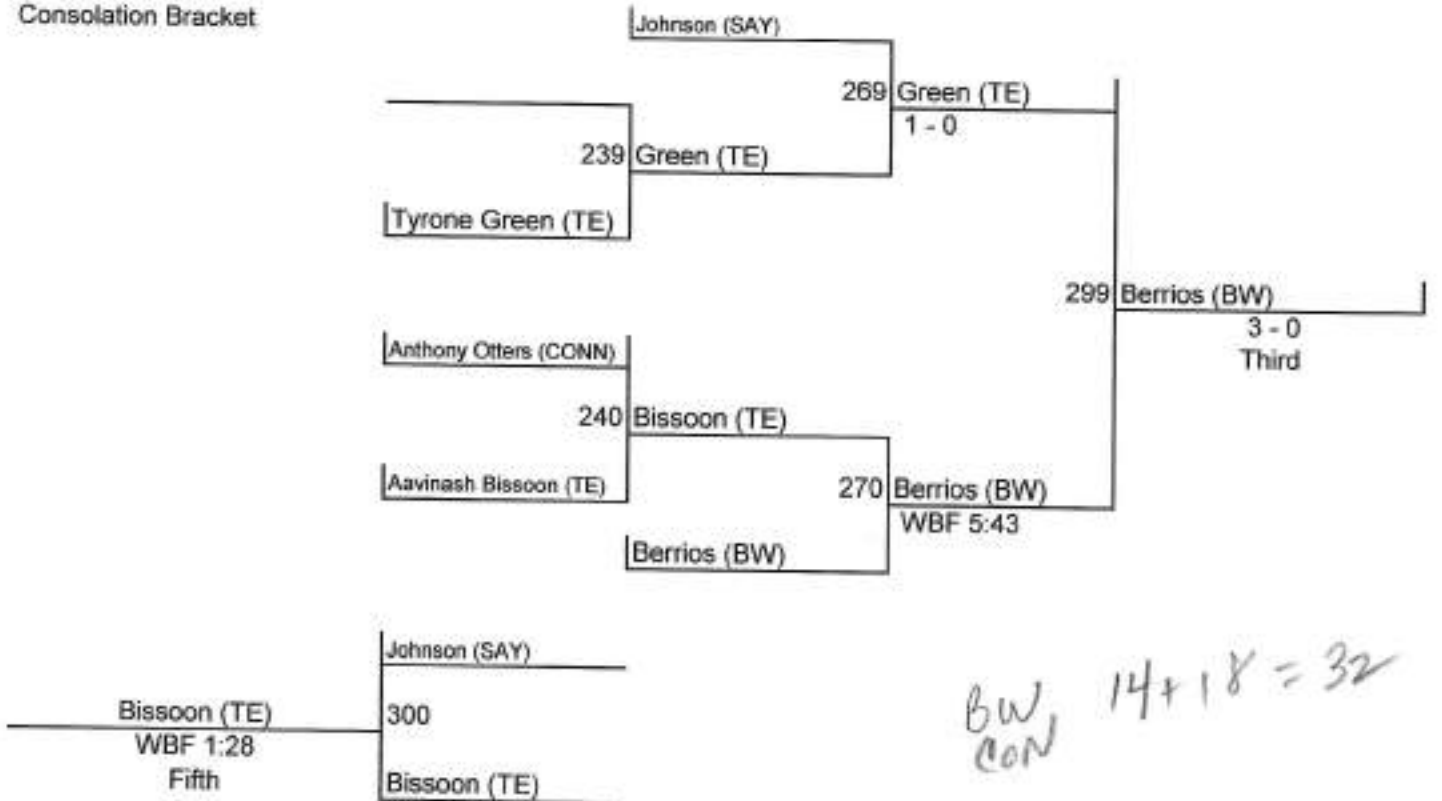 Consolation Bracket
Johnson (SAY)
269 Green (TE)
1 - 0
239 Green (TE)
Tyrone Green (TE)
299 Berrios (BW)
3 - 0
Third
Anthony Otters (CONN)
240 Bissoon (TE)
Aavinash Bissoon (TE)
270 Berrios (BW)
WBF 5:43
Berrios (BW)
Johnson (SAY)
Bissoon (TE)
300
WBF 1:28
Fifth
Bissoon (TE)
BW 14 + 18 = 32
CON